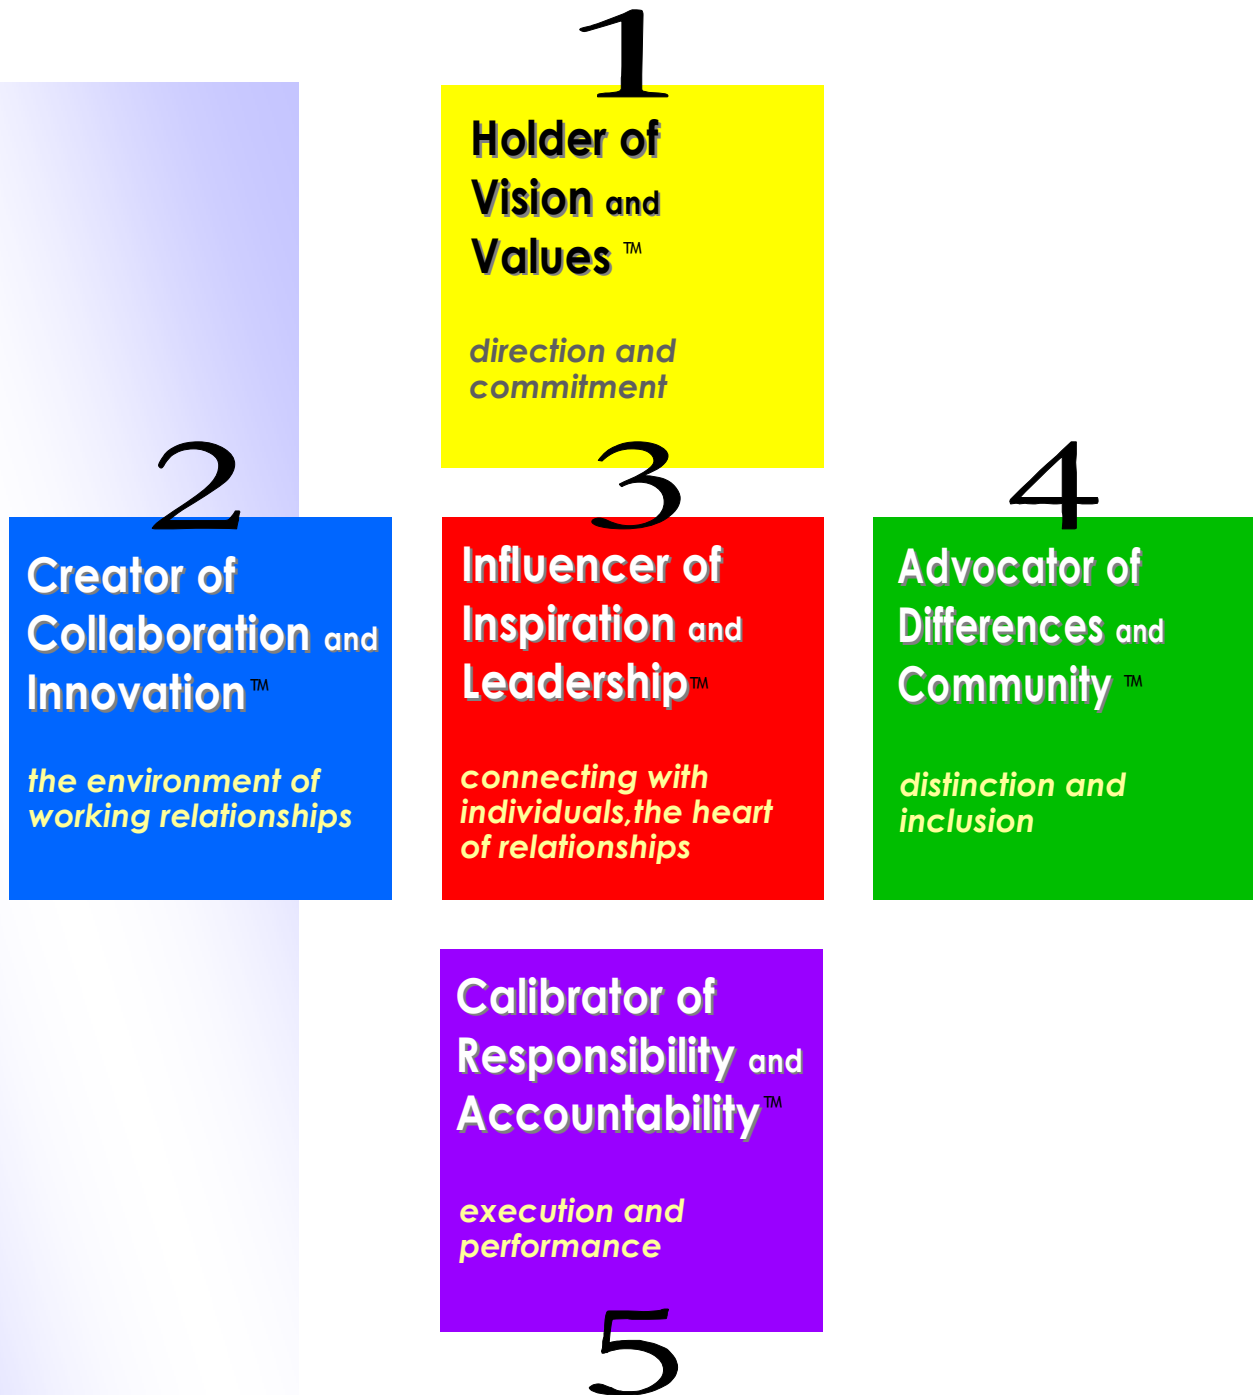 1
Holder of
Vision and
Values ™
direction and
commitment
2
Creator of
Collaboration and
Innovation™
the environment of
working relationships
3
Influencer of
Inspiration and
Leadership™
connecting with
individuals,the heart
of relationships
4
Advocator of
Differences and
Community ™
distinction and
inclusion
Calibrator of
Responsibility and
Accountability™
execution and
performance
5